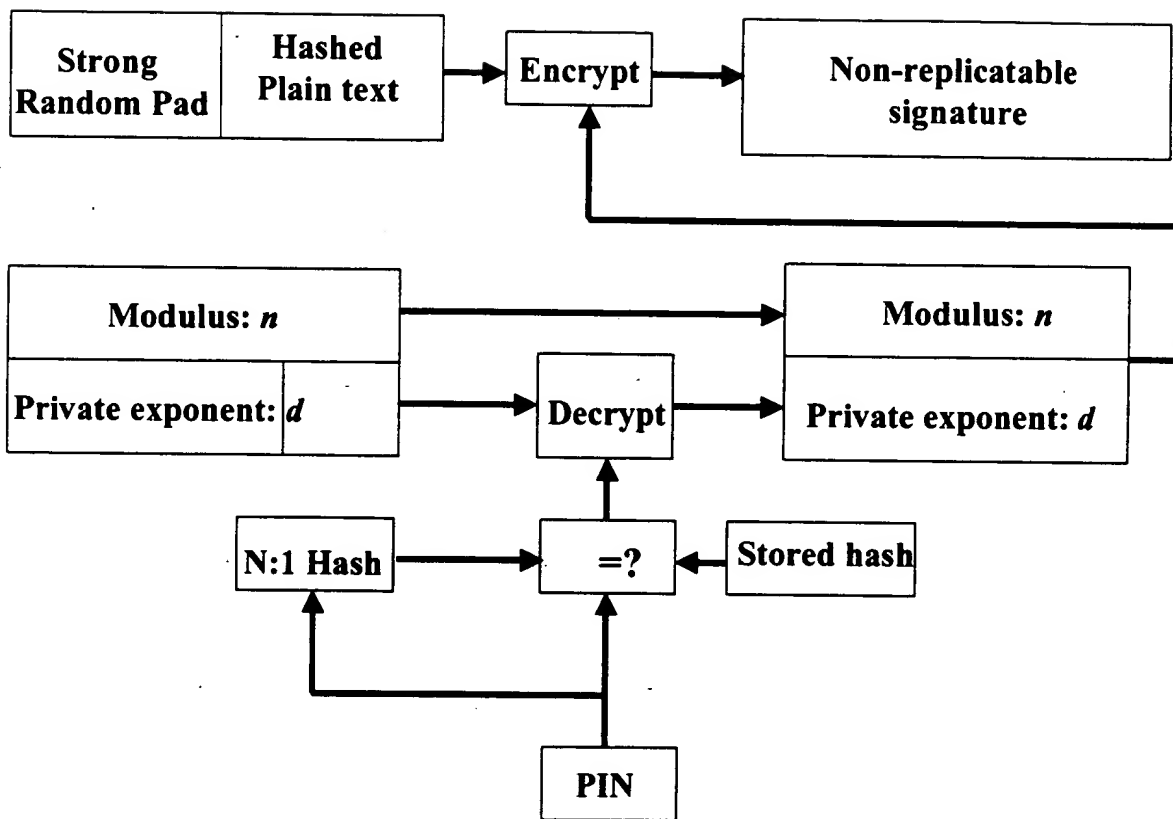 Strong
Random Pad
Hashed
Plain text
Encrypt
Non-replicatable
signature
Modulus: n
Modulus: n
Private exponent: d
Decrypt
Private exponent: d
N:1 Hash
=?
Stored hash
PIN